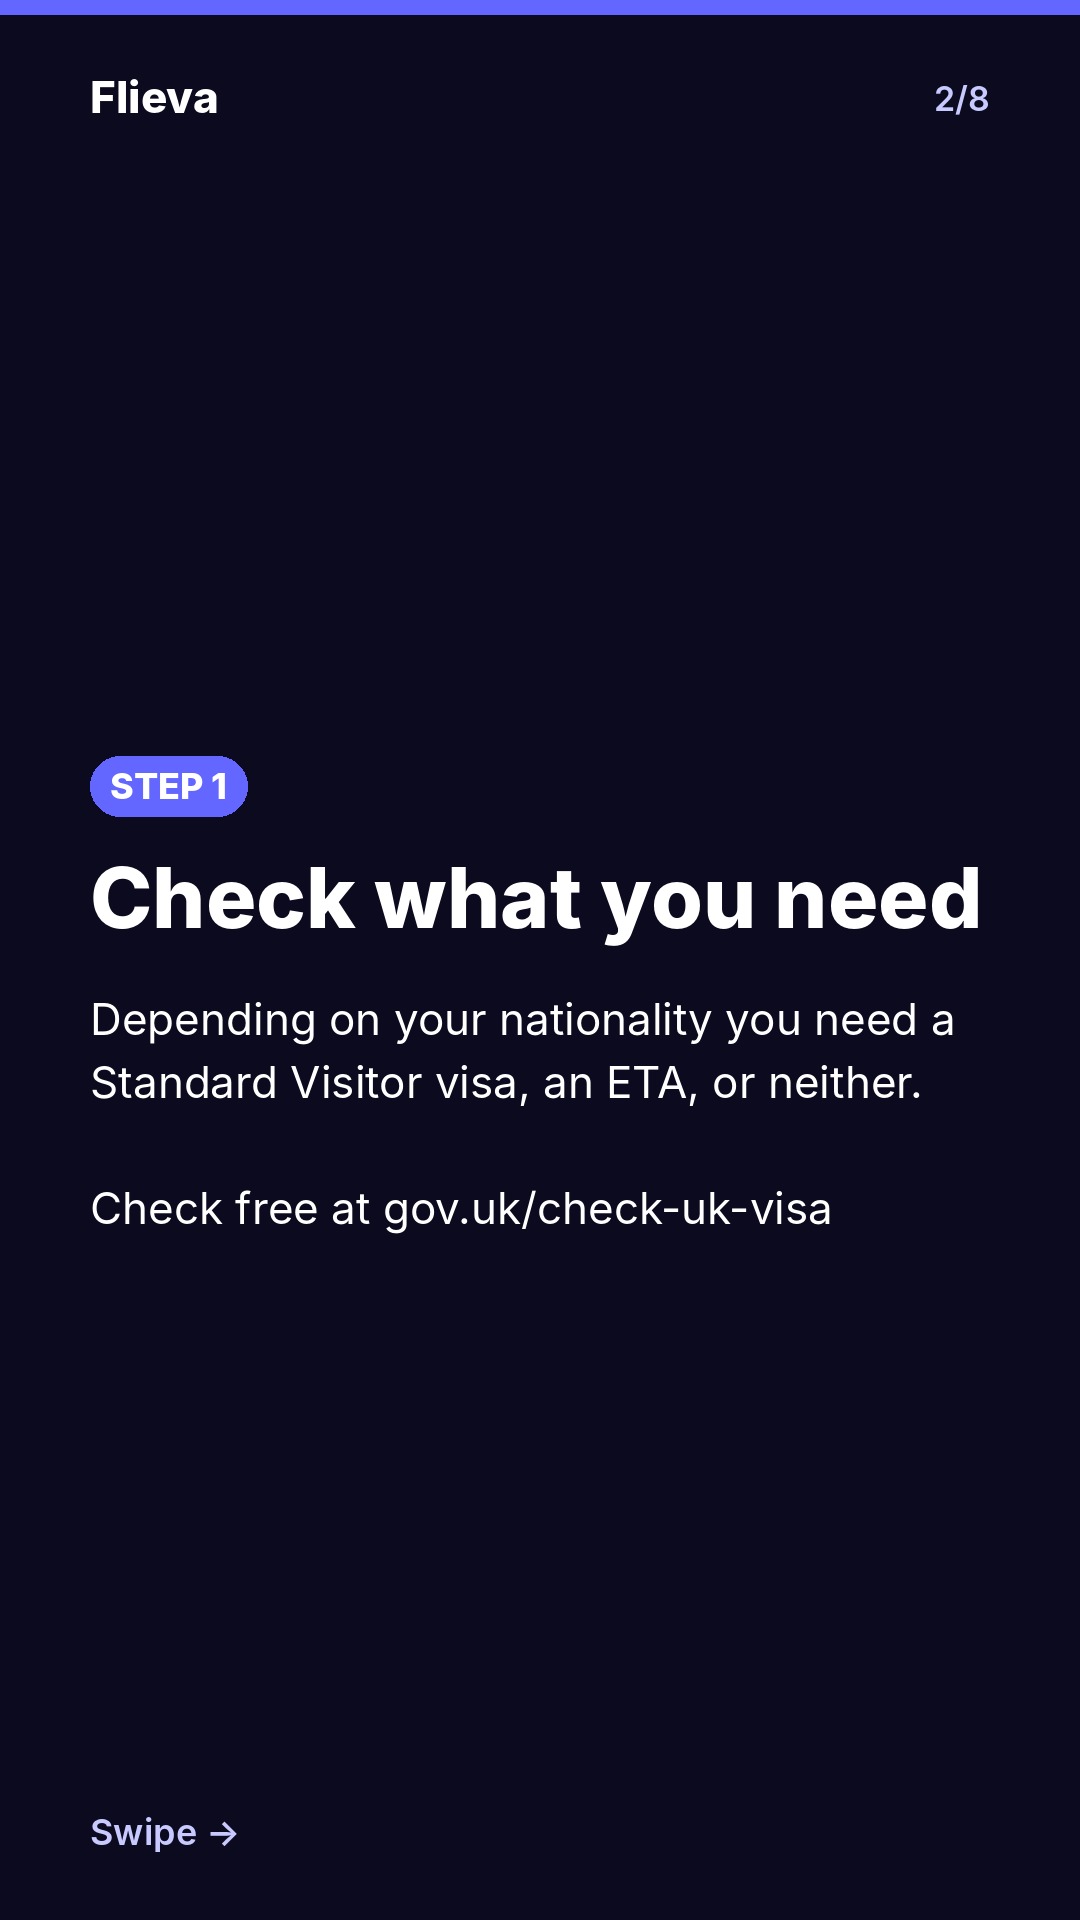 Flieva
2/8
STEP 1
Check what you need
Depending on your nationality you need a
Standard Visitor visa, an ETA, or neither.
Check free at gov.uk/check-uk-visa
Swipe →